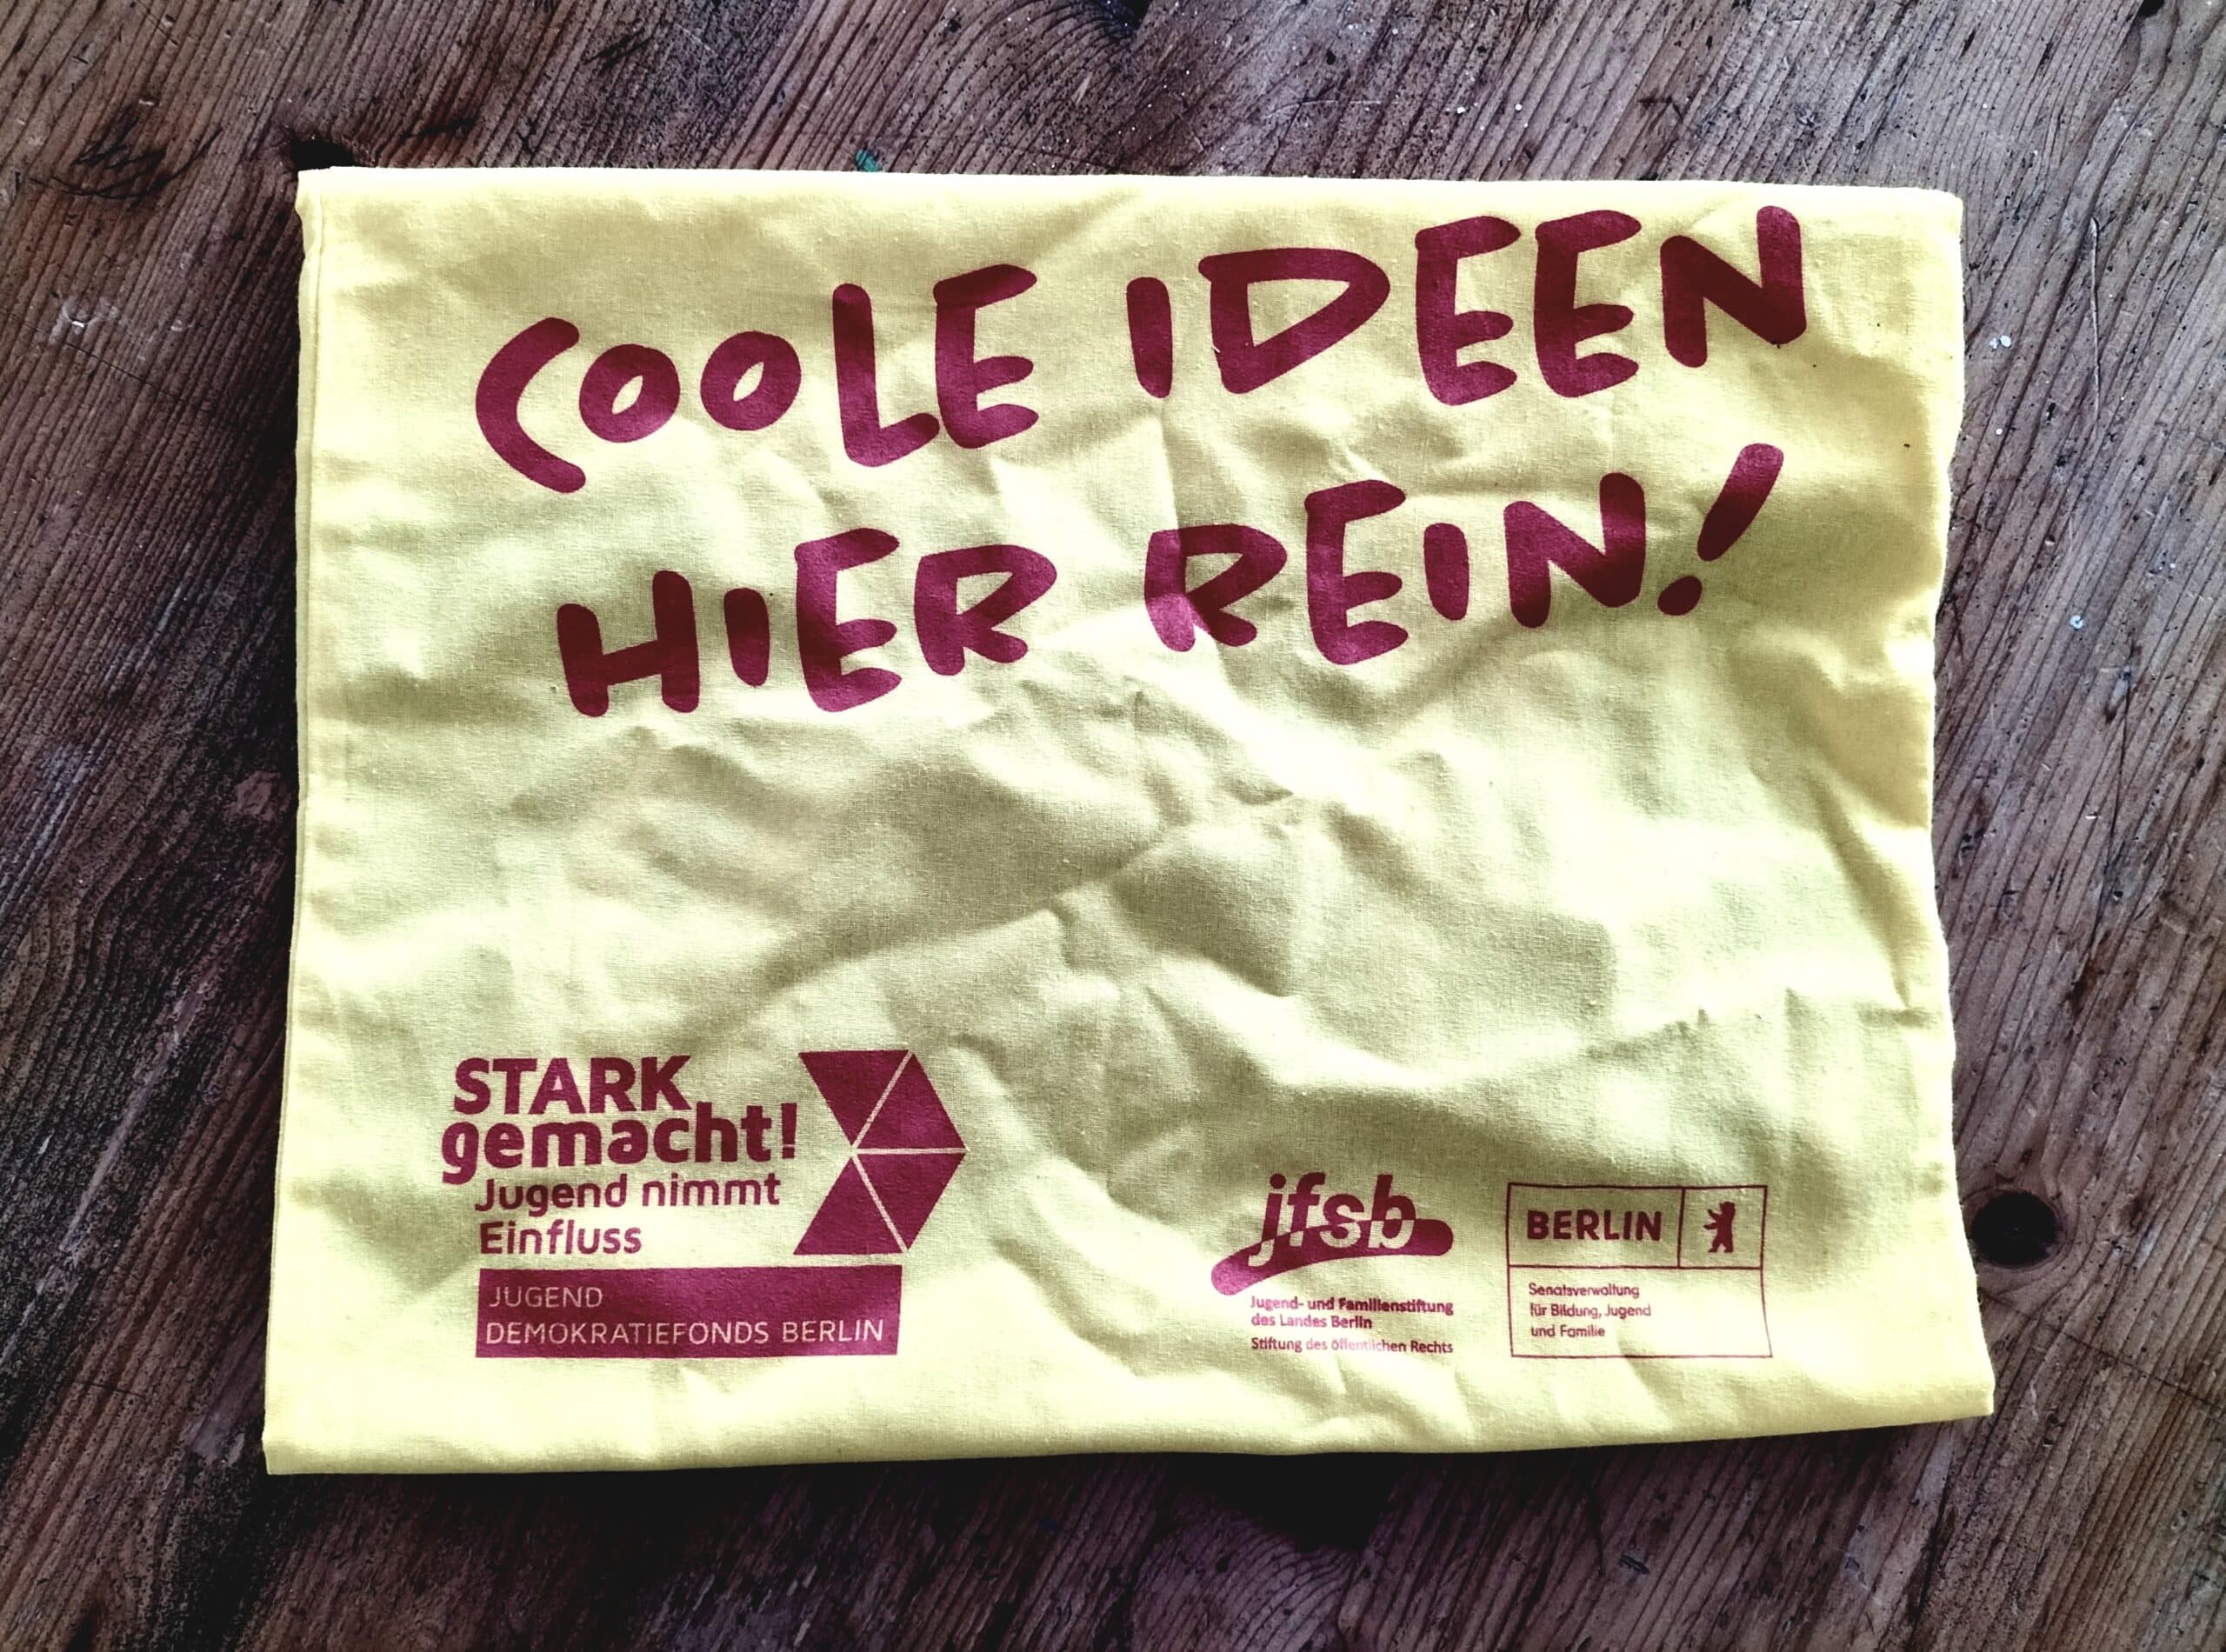 COOLE IDEEN
HIER REIN!
STARK
gemacht!
Jugend nimmt
Einfluss
JUGEND
DEMOKRATIEFONDS BERLIN
jfsb
Jugend- und Familienstiftung
des Landes Berlin
Stiftung des öffentlichen Rechts
BERLIN
Senatsverwaltung
für Bildung, Jugend
und Familie